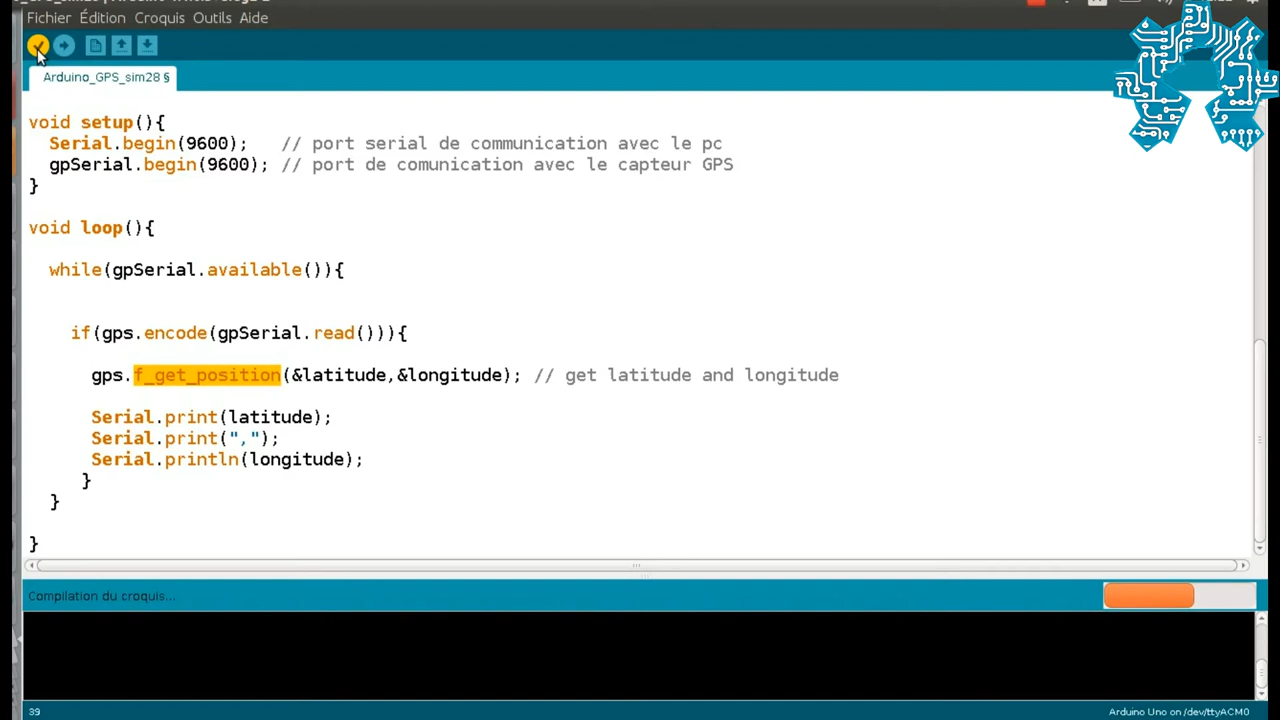 Fichier Édition Croquis Outils Aide
Arduino_GPS_sim28 §
void setup(){
Serial.begin(9600); // port serial de communication avec le pc
gpSerial.begin(9600); // port de comunication avec le capteur GPS
}
void loop(){
while(gpSerial.available()){
if(gps.encode(gpSerial.read())){
gps.f_get_position(&latitude,&longitude); // get latitude and longitude
Serial.print(latitude);
Serial.print(",");
Serial.println(longitude);
}
}
}
Compilation du croquis...
39
Arduino Uno on /dev/ttyACM0